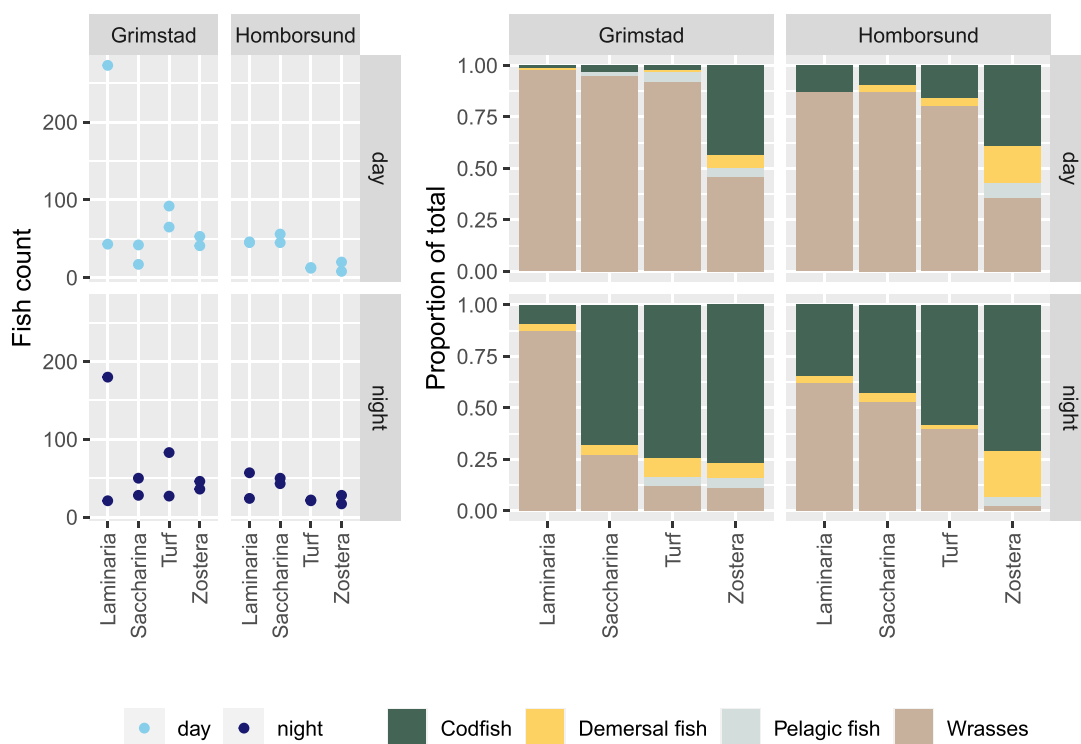 Grimstad
Homborsund
Fish count
200
100
0
day
200
100
0
night
Laminaria
Saccharina
Turf
Zostera
Laminaria
Saccharina
Turf
Zostera
Grimstad
Homborsund
Proportion of total
1.00
0.75
0.50
0.25
0.00
day
1.00
0.75
0.50
0.25
0.00
night
Laminaria
Saccharina
Turf
Zostera
Laminaria
Saccharina
Turf
Zostera
day
night
Codfish
Demersal fish
Pelagic fish
Wrasses